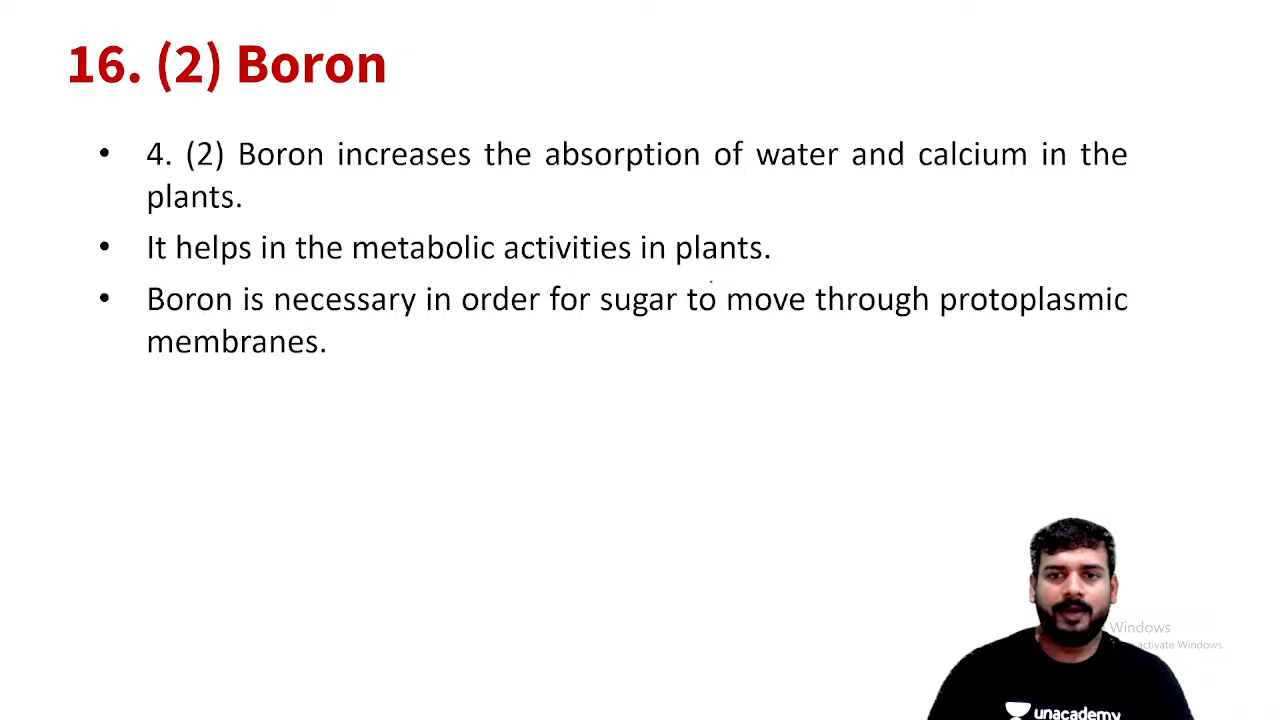 16. (2) Boron
• 4. (2) Boron increases the absorption of water and calcium in the
plants.
• It helps in the metabolic activities in plants.
• Boron is necessary in order for sugar to move through protoplasmic
membranes.
Windows
activate Windows.
unacademy